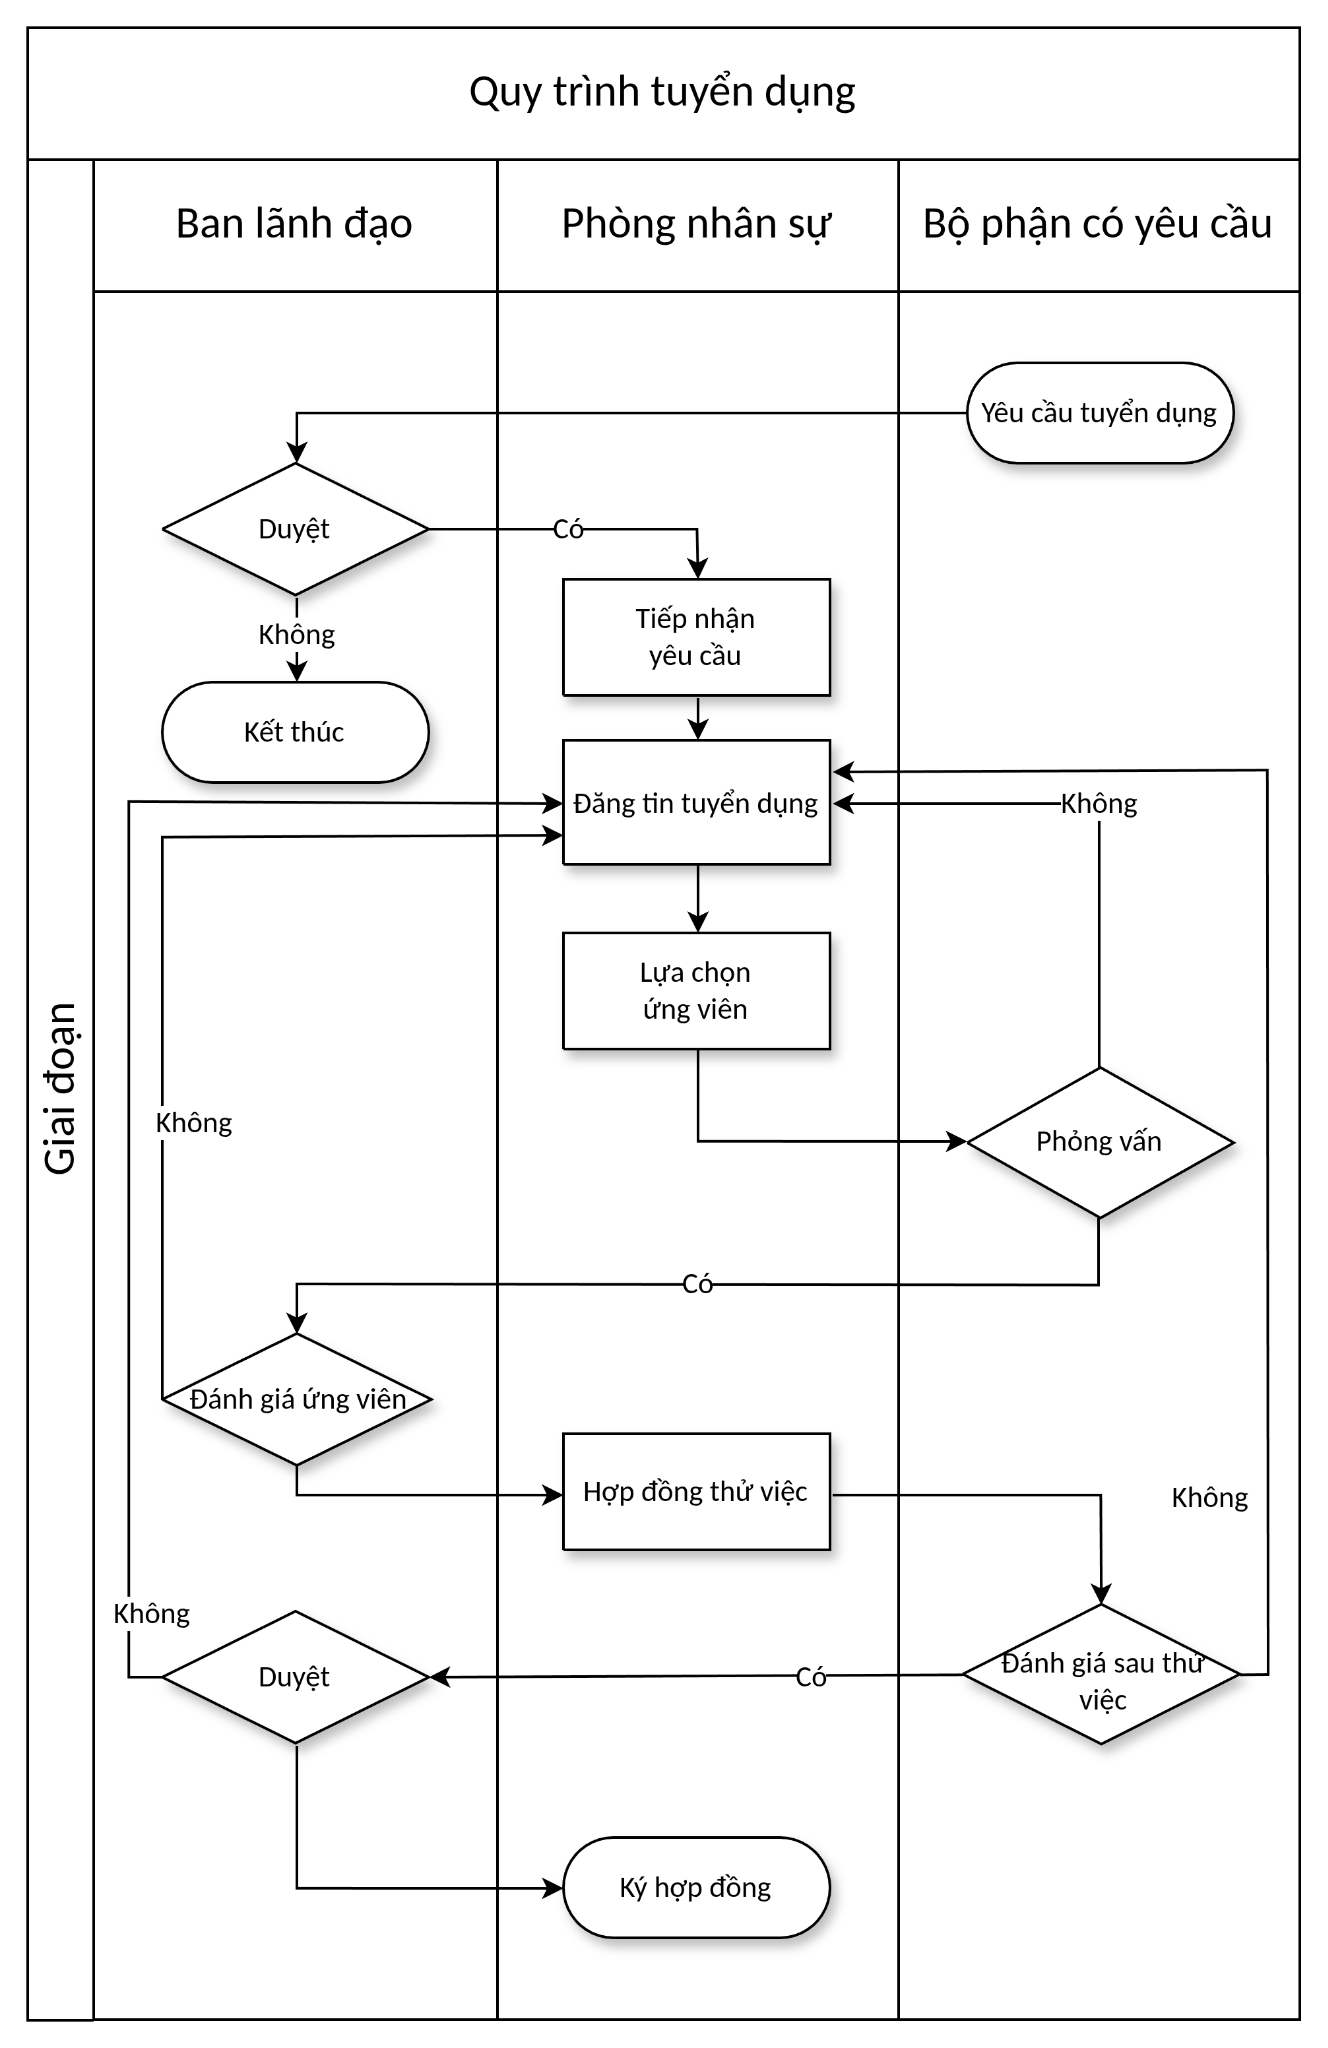 Quy trình tuyển dụng
Ban lãnh đạo
Phòng nhân sự
Bộ phận có yêu cầu
Giai đoạn
Yêu cầu tuyển dụng
Duyệt
Có
Tiếp nhận
yêu cầu
Không
Kết thúc
Đăng tin tuyển dụng
Không
Lựa chọn
ứng viên
Không
Phỏng vấn
Có
Đánh giá ứng viên
Hợp đồng thử việc
Không
Không
Duyệt
Có
Đánh giá sau thử
việc
Ký hợp đồng